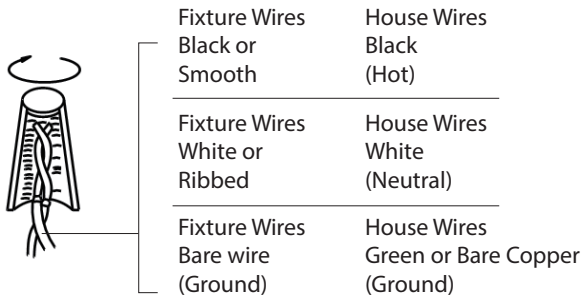 Fixture Wires House Wires
Black or Black
Smooth (Hot)
Fixture Wires House Wires
White or White
Ribbed (Neutral)
Fixture Wires House Wires
Bare wire Green or Bare Copper
(Ground) (Ground)